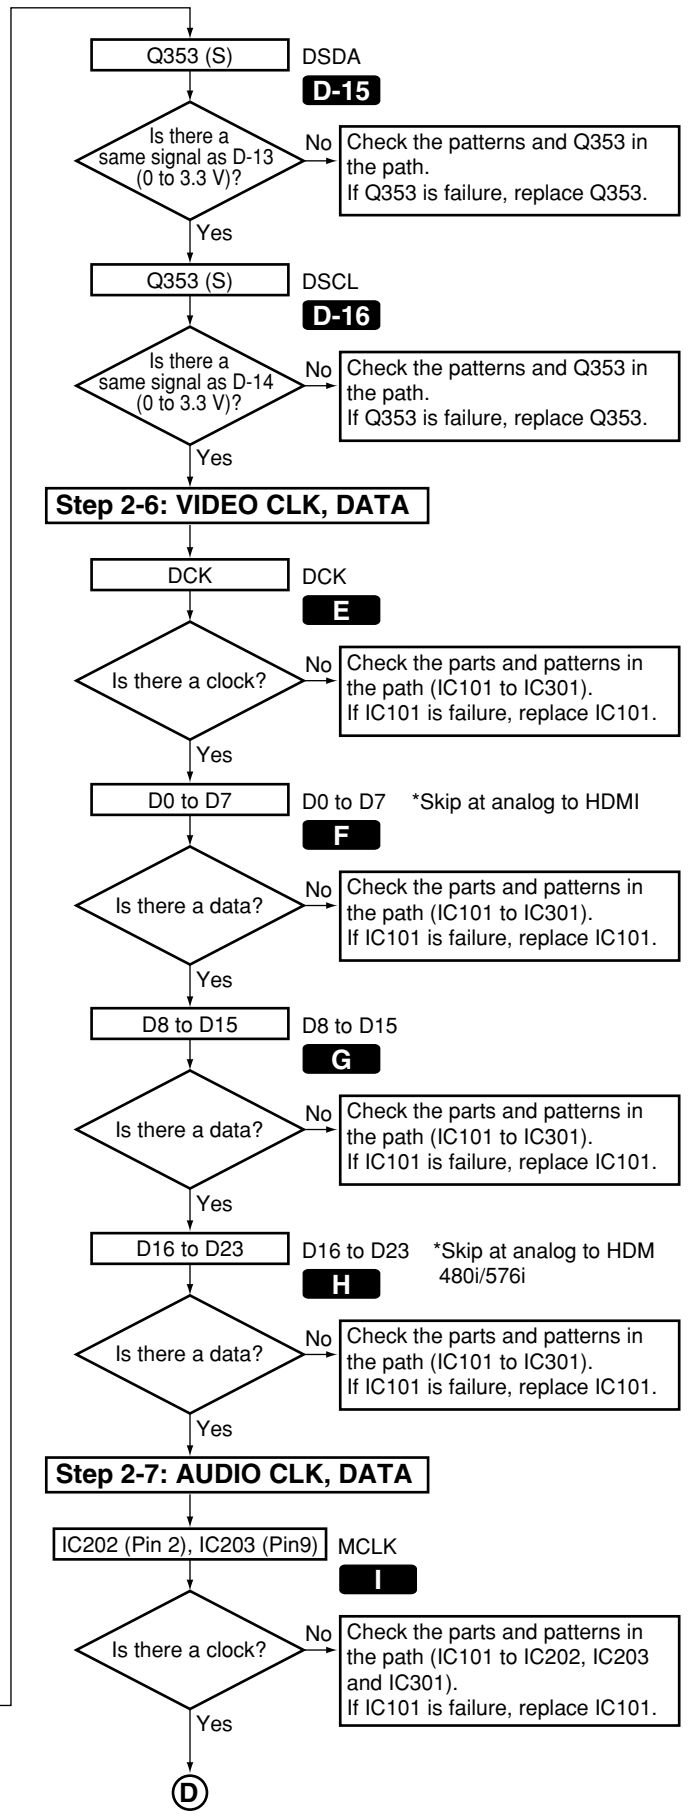 Q353 (S)
DSDA
D-15
Is there a
same signal as D-13
(0 to 3.3 V)?
No
Check the patterns and Q353 in
the path.
If Q353 is failure, replace Q353.
Yes
Q353 (S)
DSCL
D-16
Is there a
same signal as D-14
(0 to 3.3 V)?
No
Check the patterns and Q353 in
the path.
If Q353 is failure, replace Q353.
Yes
Step 2-6: VIDEO CLK, DATA
DCK
DCK
E
Is there a clock?
No
Check the parts and patterns in
the path (IC101 to IC301).
If IC101 is failure, replace IC101.
Yes
D0 to D7
D0 to D7 *Skip at analog to HDMI
F
Is there a data?
No
Check the parts and patterns in
the path (IC101 to IC301).
If IC101 is failure, replace IC101.
Yes
D8 to D15
D8 to D15
G
Is there a data?
No
Check the parts and patterns in
the path (IC101 to IC301).
If IC101 is failure, replace IC101.
Yes
D16 to D23
D16 to D23 *Skip at analog to HDM
480i/576i
H
Is there a data?
No
Check the parts and patterns in
the path (IC101 to IC301).
If IC101 is failure, replace IC101.
Yes
Step 2-7: AUDIO CLK, DATA
IC202 (Pin 2), IC203 (Pin9)
MCLK
I
Is there a clock?
No
Check the parts and patterns in
the path (IC101 to IC202, IC203
and IC301).
If IC101 is failure, replace IC101.
Yes
D